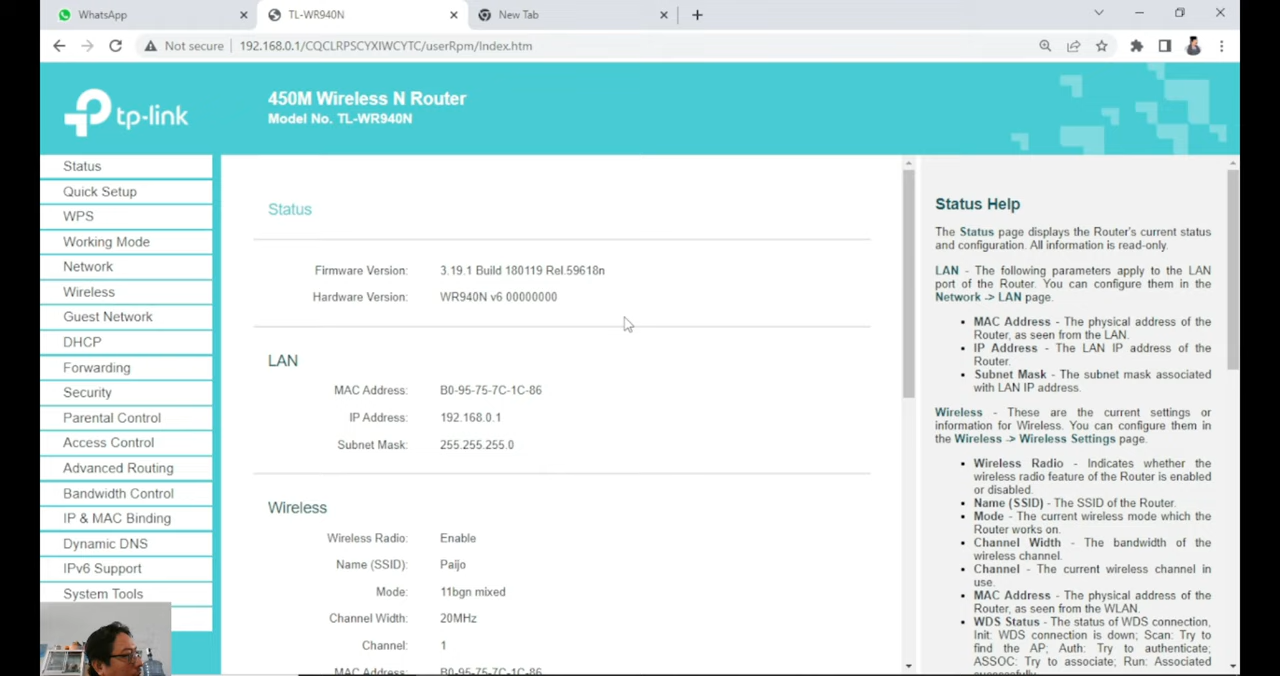 WhatsApp
TL-WR940N
New Tab
Not secure
192.168.0.1/CQCLRPSCYXIWCYTC/userRpm/Index.htm
tp-link
450M Wireless N Router
Model No. TL-WR940N
Status
Quick Setup
WPS
Working Mode
Network
Wireless
Guest Network
DHCP
Forwarding
Security
Parental Control
Access Control
Advanced Routing
Bandwidth Control
IP & MAC Binding
Dynamic DNS
IPv6 Support
System Tools
Status
Firmware Version: 3.19.1 Build 180119 Rel.59618n
Hardware Version: WR940N v6 00000000
LAN
MAC Address: B0-95-75-7C-1C-86
IP Address: 192.168.0.1
Subnet Mask: 255.255.255.0
Wireless
Wireless Radio: Enable
Name (SSID): Paijo
Mode: 11bgn mixed
Channel Width: 20MHz
Channel: 1
MAC Address: B0-95-75-7C-1C-86
Status Help
The Status page displays the Router's current status
and configuration. All information is read-only.
LAN - The following parameters apply to the LAN
port of the Router. You can configure them in the
Network -> LAN page.
• MAC Address - The physical address of the
Router, as seen from the LAN.
• IP Address - The LAN IP address of the
Router.
• Subnet Mask - The subnet mask associated
with LAN IP address.
Wireless - These are the current settings or
information for Wireless. You can configure them in
the Wireless -> Wireless Settings page.
• Wireless Radio - Indicates whether the
wireless radio feature of the Router is enabled
or disabled.
• Name (SSID) - The SSID of the Router.
• Mode - The current wireless mode which the
Router works on.
• Channel Width - The bandwidth of the
wireless channel.
• Channel - The current wireless channel in
use.
• MAC Address - The physical address of the
Router, as seen from the WLAN.
• WDS Status - The status of WDS connection,
Init: WDS connection is down; Scan: Try to
find the AP; Auth: Try to authenticate;
ASSOC: Try to associate; Run: Associated
successfully.